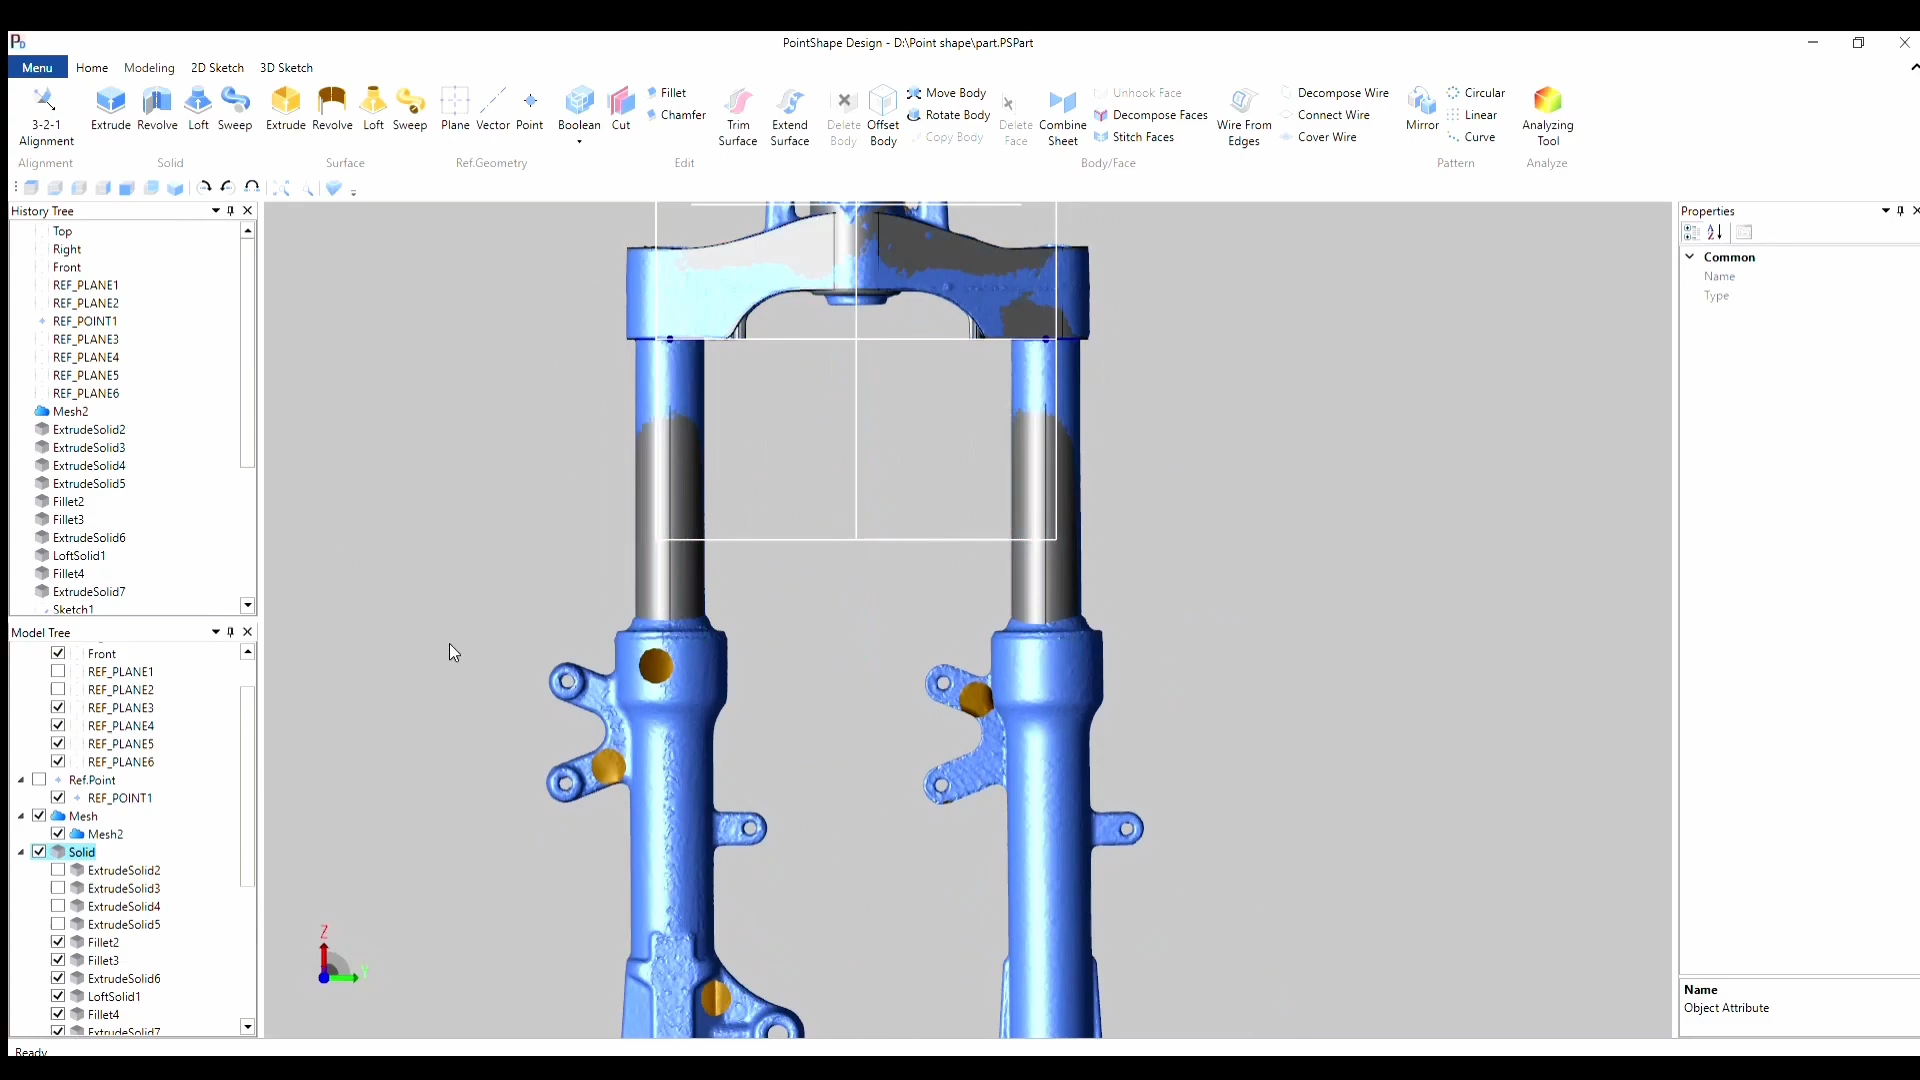 PD
PointShape Design - D:\Point shape\part.PSPart
Menu Home Modeling 2D Sketch 3D Sketch
3-2-1 Alignment
Extrude Revolve Loft Sweep
Extrude Revolve Loft Sweep
Plane Vector Point
Boolean Cut Fillet Chamfer
Trim Surface Extend Surface
Delete Body Offset Body Move Body Rotate Body Copy Body
Delete Face Combine Sheet Unhook Face Decompose Faces Stitch Faces
Wire From Edges Decompose Wire Connect Wire Cover Wire
Mirror Circular Linear Curve
Analyzing Tool
Alignment Solid Surface Ref.Geometry Edit Body/Face Pattern Analyze
History Tree
Top
Right
Front
REF_PLANE1
REF_PLANE2
REF_POINT1
REF_PLANE3
REF_PLANE4
REF_PLANE5
REF_PLANE6
Mesh2
ExtrudeSolid2
ExtrudeSolid3
ExtrudeSolid4
ExtrudeSolid5
Fillet2
Fillet3
ExtrudeSolid6
LoftSolid1
Fillet4
ExtrudeSolid7
Sketch1
Model Tree
Front
REF_PLANE1
REF_PLANE2
REF_PLANE3
REF_PLANE4
REF_PLANE5
REF_PLANE6
Ref.Point
REF_POINT1
Mesh
Mesh2
Solid
ExtrudeSolid2
ExtrudeSolid3
ExtrudeSolid4
ExtrudeSolid5
Fillet2
Fillet3
ExtrudeSolid6
LoftSolid1
Fillet4
ExtrudeSolid7
Z
Y
Properties
Common
Name
Type
Name
Object Attribute
Ready